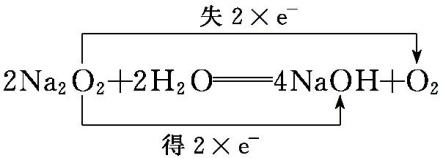 失 2×e⁻
2Na₂O₂+2H₂O══4NaOH+O₂
得 2×e⁻